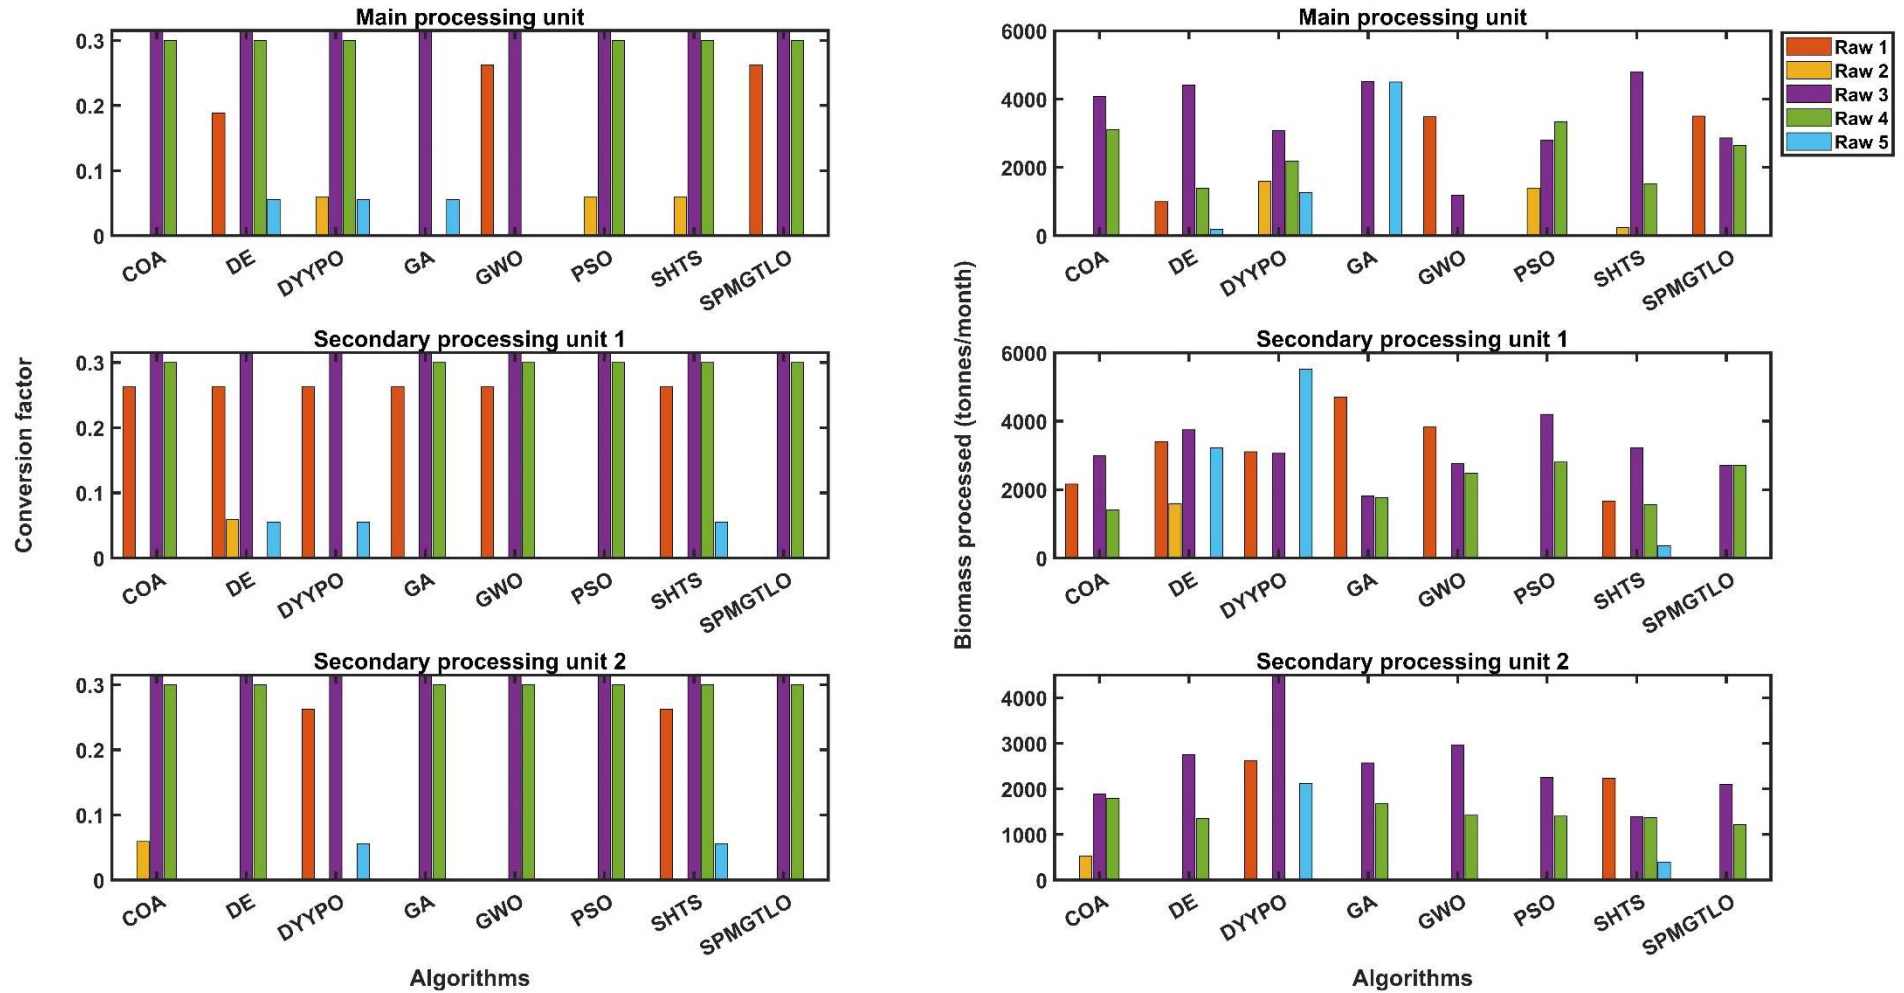 Main processing unit
0.3
0.2
0.1
0
COA DE DYYPO GA GWO PSO SHTS SPMGTLO
Secondary processing unit 1
0.3
0.2
0.1
0
COA DE DYYPO GA GWO PSO SHTS SPMGTLO
Secondary processing unit 2
0.3
0.2
0.1
0
COA DE DYYPO GA GWO PSO SHTS SPMGTLO
Conversion factor
Algorithms
Main processing unit
6000
4000
2000
0
COA DE DYYPO GA GWO PSO SHTS SPMGTLO
Raw 1
Raw 2
Raw 3
Raw 4
Raw 5
Secondary processing unit 1
6000
4000
2000
0
COA DE DYYPO GA GWO PSO SHTS SPMGTLO
Secondary processing unit 2
4000
3000
2000
1000
0
COA DE DYYPO GA GWO PSO SHTS SPMGTLO
Biomass processed (tonnes/month)
Algorithms